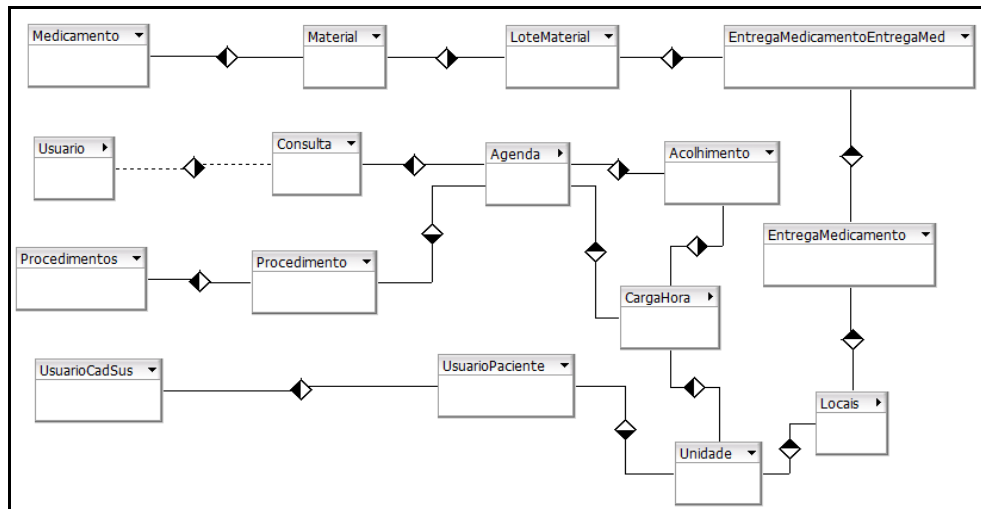 Medicamento
Material
LoteMaterial
EntregaMedicamentoEntregaMed
Usuario
Consulta
Agenda
Acolhimento
Procedimentos
Procedimento
EntregaMedicamento
CargaHora
UsuarioCadSus
UsuarioPaciente
Locais
Unidade